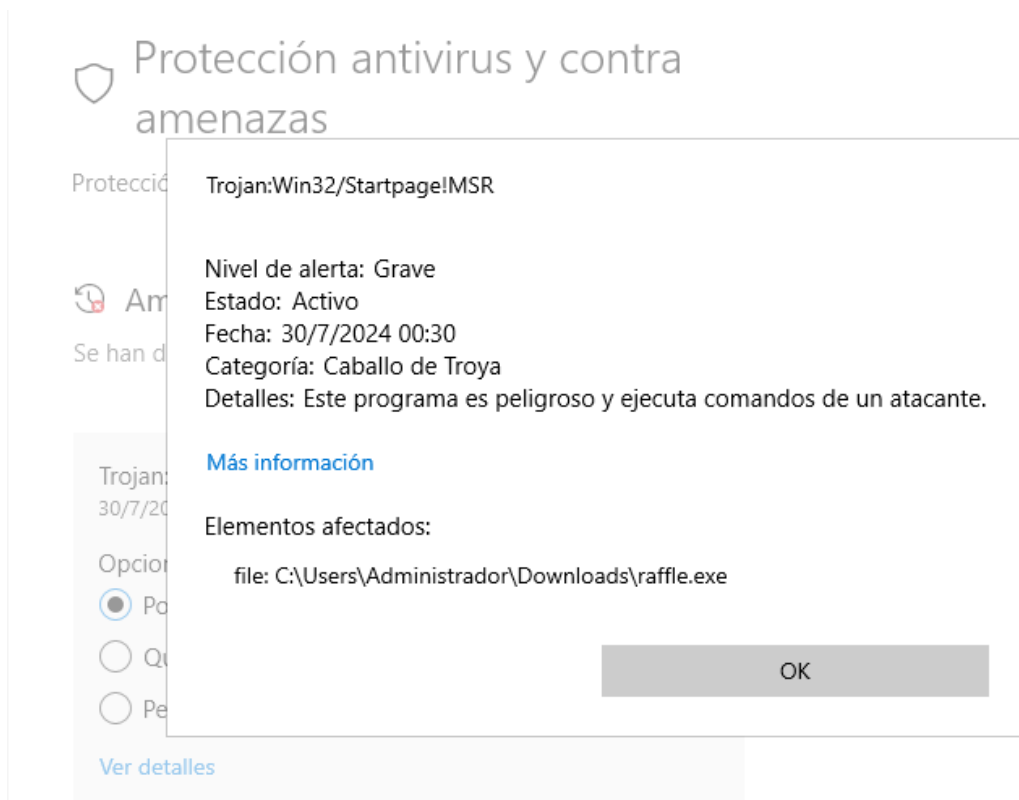 Protección antivirus y contra
amenazas
Trojan:Win32/Startpage!MSR
Nivel de alerta: Grave
Estado: Activo
Fecha: 30/7/2024 00:30
Categoría: Caballo de Troya
Detalles: Este programa es peligroso y ejecuta comandos de un atacante.
Más información
Elementos afectados:
file: C:\Users\Administrador\Downloads\raffle.exe
OK
Protecció
Am
Se han d
Trojan:
30/7/20
Opcion
Po
Qu
Pe
Ver detalles